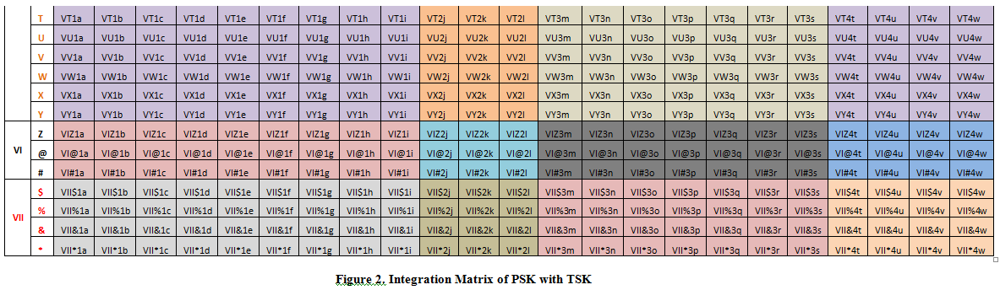 T VT1a VT1b VT1c VT1d VT1e VT1f VT1g VT1h VT1i VT2j VT2k VT2l VT3m VT3n VT3o VT3p VT3q VT3r VT3s VT4t VT4u VT4v VT4w
U VU1a VU1b VU1c VU1d VU1e VU1f VU1g VU1h VU1i VU2j VU2k VU2l VU3m VU3n VU3o VU3p VU3q VU3r VU3s VU4t VU4u VU4v VU4w
V VV1a VV1b VV1c VV1d VV1e VV1f VV1g VV1h VV1i VV2j VV2k VV2l VV3m VV3n VV3o VV3p VV3q VV3r VV3s VV4t VV4u VV4v VV4w
W VW1a VW1b VW1c VW1d VW1e VW1f VW1g VW1h VW1i VW2j VW2k VW2l VW3m VW3n VW3o VW3p VW3q VW3r VW3s VW4t VW4u VW4v VW4w
X VX1a VX1b VX1c VX1d VX1e VX1f VX1g VX1h VX1i VX2j VX2k VX2l VX3m VX3n VX3o VX3p VX3q VX3r VX3s VX4t VX4u VX4v VX4w
Y VY1a VY1b VY1c VY1d VY1e VY1f VY1g VY1h VY1i VY2j VY2k VY2l VY3m VY3n VY3o VY3p VY3q VY3r VY3s VY4t VY4u VY4v VY4w
Z VIZ1a VIZ1b VIZ1c VIZ1d VIZ1e VIZ1f VIZ1g VIZ1h VIZ1i VIZ2j VIZ2k VIZ2l VIZ3m VIZ3n VIZ3o VIZ3p VIZ3q VIZ3r VIZ3s VIZ4t VIZ4u VIZ4v VIZ4w
VI @ VI@1a VI@1b VI@1c VI@1d VI@1e VI@1f VI@1g VI@1h VI@1i VI@2j VI@2k VI@2l VI@3m VI@3n VI@3o VI@3p VI@3q VI@3r VI@3s VI@4t VI@4u VI@4v VI@4w
# VI#1a VI#1b VI#1c VI#1d VI#1e VI#1f VI#1g VI#1h VI#1i VI#2j VI#2k VI#2l VI#3m VI#3n VI#3o VI#3p VI#3q VI#3r VI#3s VI#4t VI#4u VI#4v VI#4w
$ VII$1a VII$1b VII$1c VII$1d VII$1e VII$1f VII$1g VII$1h VII$1i VII$2j VII$2k VII$2l VII$3m VII$3n VII$3o VII$3p VII$3q VII$3r VII$3s VII$4t VII$4u VII$4v VII$4w
VII % VII%1a VII%1b VII%1c VII%1d VII%1e VII%1f VII%1g VII%1h VII%1i VII%2j VII%2k VII%2l VII%3m VII%3n VII%3o VII%3p VII%3q VII%3r VII%3s VII%4t VII%4u VII%4v VII%4w
& VII&1a VII&1b VII&1c VII&1d VII&1e VII&1f VII&1g VII&1h VII&1i VII&2j VII&2k VII&2l VII&3m VII&3n VII&3o VII&3p VII&3q VII&3r VII&3s VII&4t VII&4u VII&4v VII&4w
* VII*1a VII*1b VII*1c VII*1d VII*1e VII*1f VII*1g VII*1h VII*1i VII*2j VII*2k VII*2l VII*3m VII*3n VII*3o VII*3p VII*3q VII*3r VII*3s VII*4t VII*4u VII*4v VII*4w
Figure 2. Integration Matrix of PSK with TSK